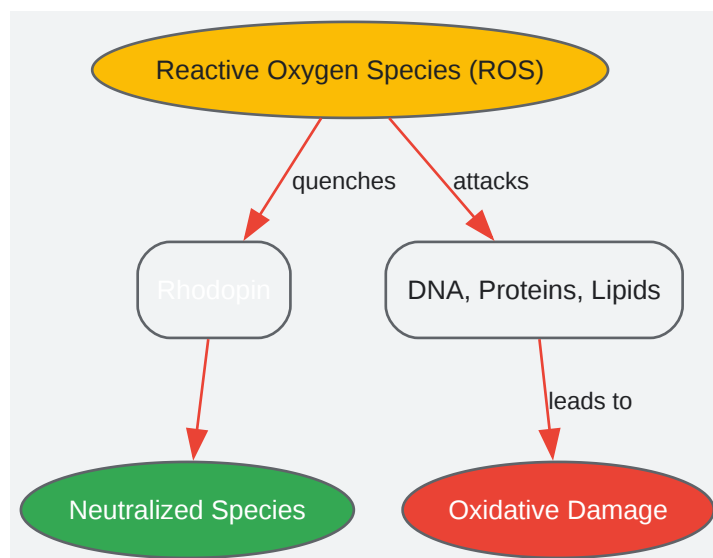 Reactive Oxygen Species (ROS)
quenches
attacks
Rhodopin
DNA, Proteins, Lipids
leads to
Neutralized Species
Oxidative Damage